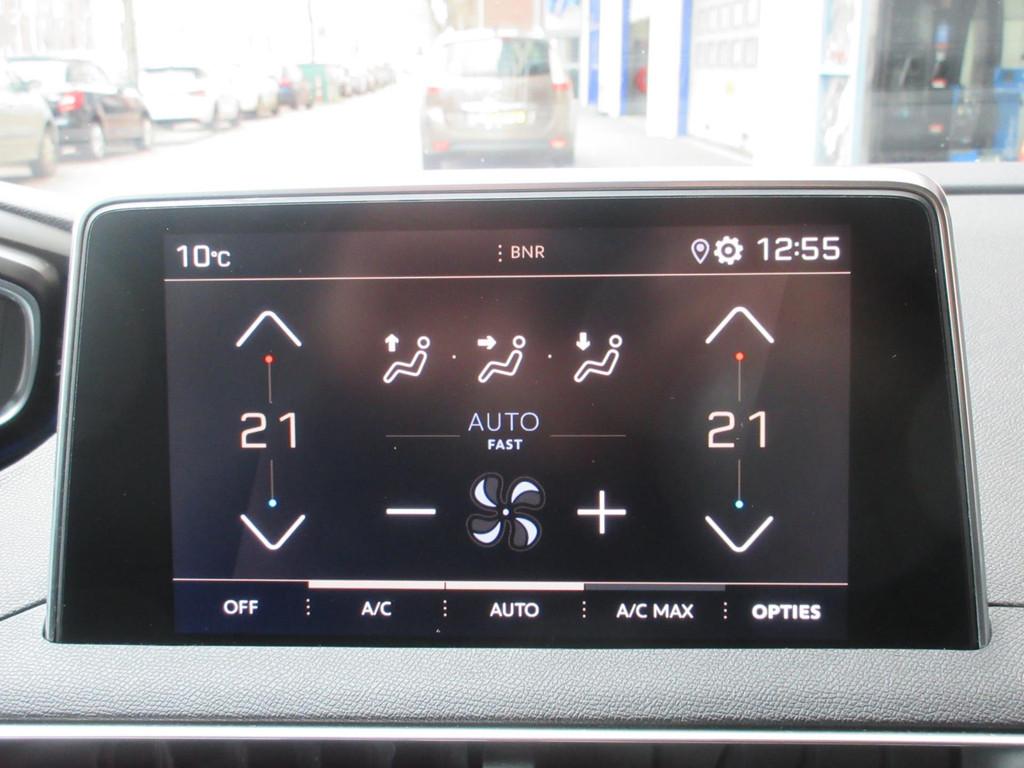 10°C ⋮ BNR 12:55
21 21
AUTO
FAST
OFF ⋮ A/C ⋮ AUTO ⋮ A/C MAX ⋮ OPTIES